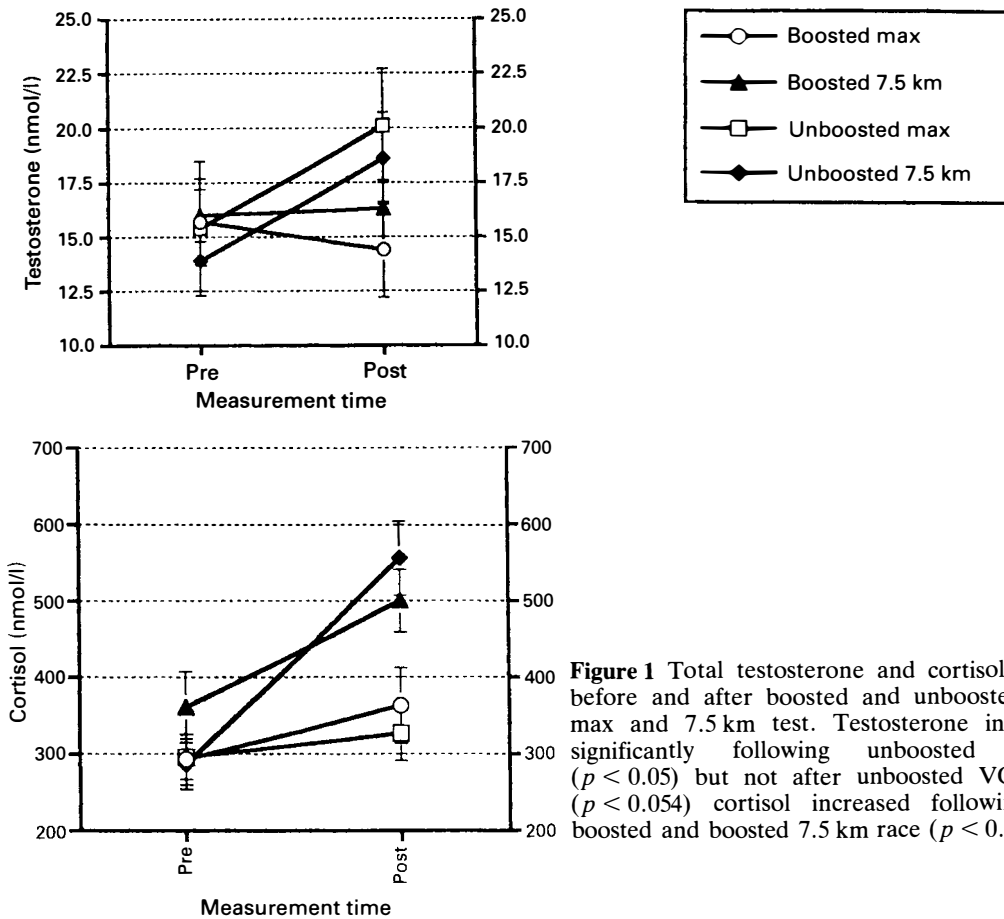 25.0
22.5
20.0
17.5
15.0
12.5
10.0
Testosterone (nmol/l)
25.0
22.5
20.0
17.5
15.0
12.5
10.0
Pre
Post
Measurement time
Boosted max
Boosted 7.5 km
Unboosted max
Unboosted 7.5 km
700
600
500
400
300
200
Cortisol (nmol/l)
700
600
500
400
300
200
Pre
Post
Measurement time
Figure 1 Total testosterone and cortisol
before and after boosted and
max and 7.5 km test. Testosterone
significantly following unboosted
(p < 0.05) but not after unboosted
(p < 0.054) cortisol increased
boosted and boosted 7.5 km race (p < 0.